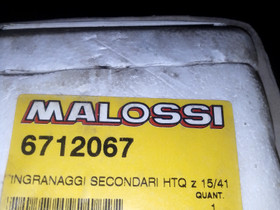 MALOSSI
6712067
INGRANAGGI SECONDARI HTQ z 15/41
QUANT.
1